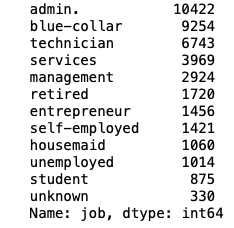 admin. 10422
blue-collar 9254
technician 6743
services 3969
management 2924
retired 1720
entrepreneur 1456
self-employed 1421
housemaid 1060
unemployed 1014
student 875
unknown 330
Name: job, dtype: int64